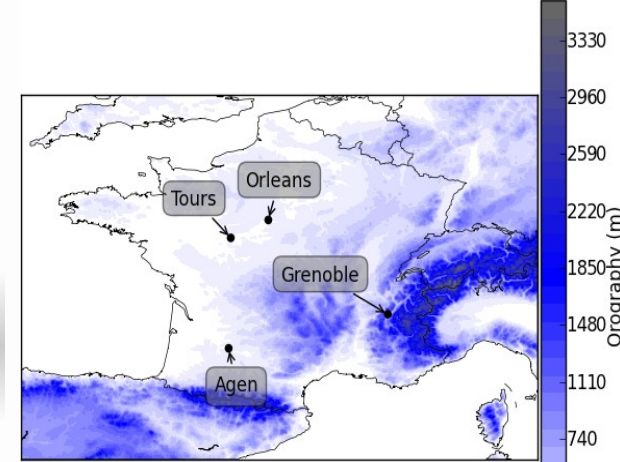 3330
2960
2590
2220
1850
1480
1110
740
Orography (m)
Orleans
Tours
Grenoble
Agen